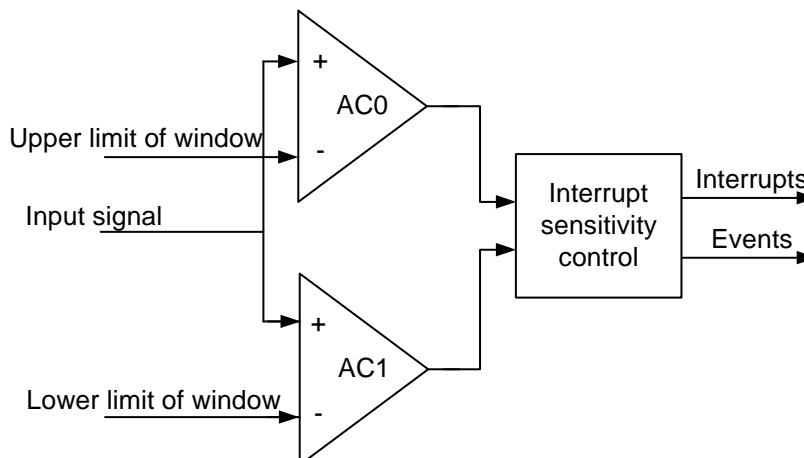 +
AC0
Upper limit of window
-
Input signal
Interrupt
sensitivity
control
Interrupts
Events
+
AC1
Lower limit of window
-